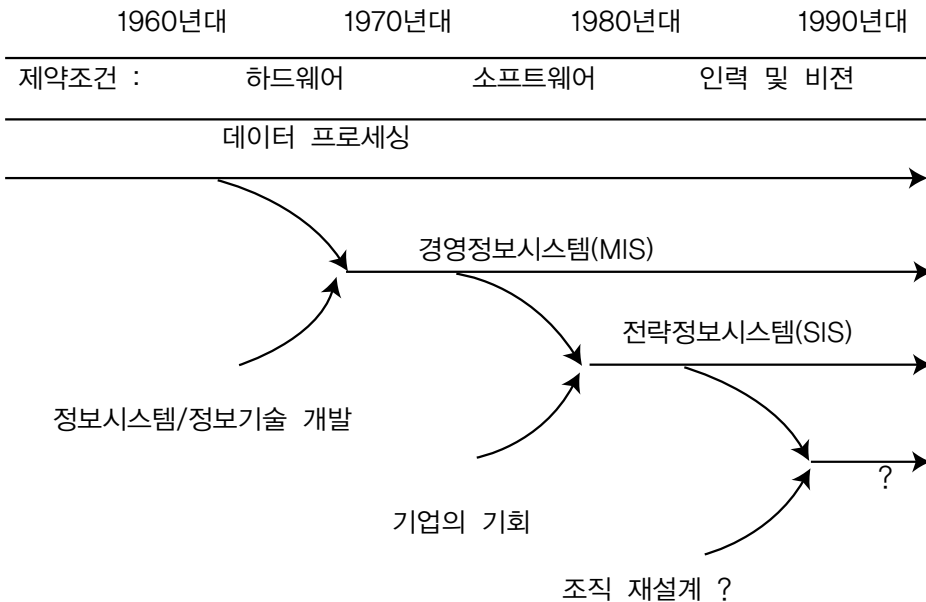 1960년대 1970년대 1980년대 1990년대
제약조건 : 하드웨어 소프트웨어 인력 및 비젼
데이터 프로세싱
경영정보시스템(MIS)
전략정보시스템(SIS)
정보시스템/정보기술 개발
?
기업의 기회
조직 재설계 ?